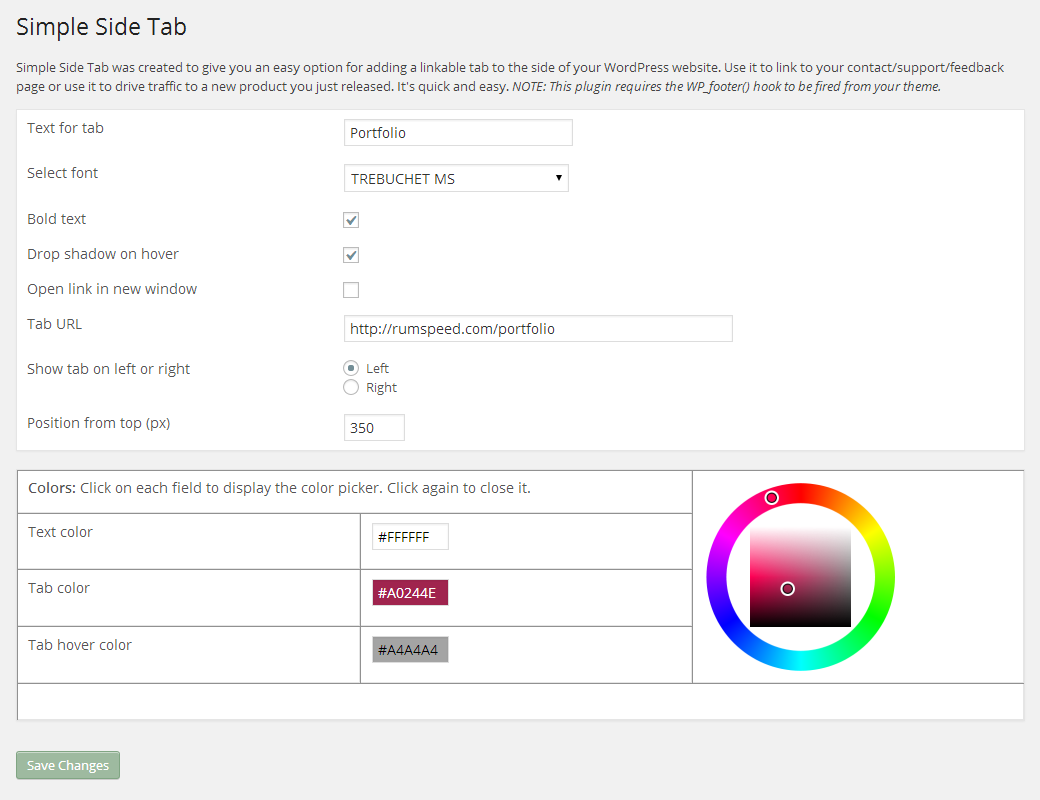 Simple Side Tab
Simple Side Tab was created to give you an easy option for adding a linkable tab to the side of your WordPress website. Use it to link to your contact/support/feedback
page or use it to drive traffic to a new product you just released. It's quick and easy. NOTE: This plugin requires the WP_footer() hook to be fired from your theme.
Text for tab
Portfolio
Select font
TREBUCHET MS
Bold text
Drop shadow on hover
Open link in new window
Tab URL
http://rumspeed.com/portfolio
Show tab on left or right
Left
Right
Position from top (px)
350
Colors: Click on each field to display the color picker. Click again to close it.
Text color
#FFFFFF
Tab color
#A0244E
Tab hover color
#A4A4A4
Save Changes